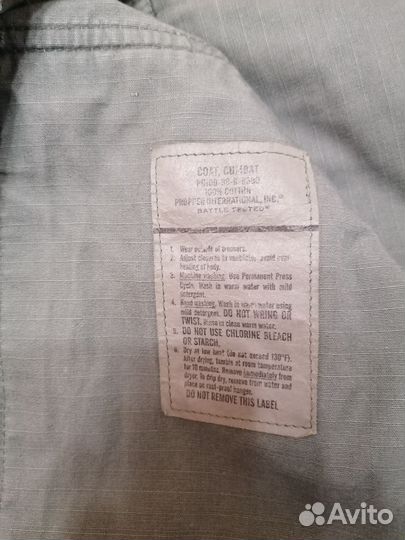 COAT, COMBAT
100% COTTON
PROPPER INTERNATIONAL, INC.®
BATTLE TESTED®
1. Wear outside of trousers.
2. Adjust closures to ventilate, avoid over
heating of body.
3. Machine washing. Use Permanent Press
Cycle. Wash in warm water with mild
detergent.
4. Hand washing. Wash in warm water using
mild detergent. DO NOT WRING OR
TWIST. Rinse in clean warm water.
5. DO NOT USE CHLORINE BLEACH
OR STARCH.
6. Dry at low heat (do not exceed 130°F).
After drying, tumble at room temperature
for 10 minutes. Remove immediately from
dryer. To drip dry, remove from water and
place on rust-proof hanger.
DO NOT REMOVE THIS LABEL
Avito